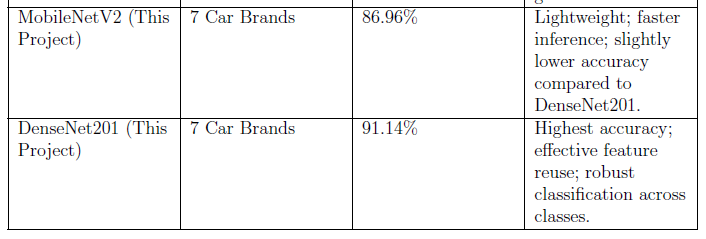 MobileNetV2 (This
Project)
7 Car Brands
86.96%
Lightweight; faster
inference; slightly
lower accuracy
compared to
DenseNet201.
DenseNet201 (This
Project)
7 Car Brands
91.14%
Highest accuracy;
effective feature
reuse; robust
classification across
classes.